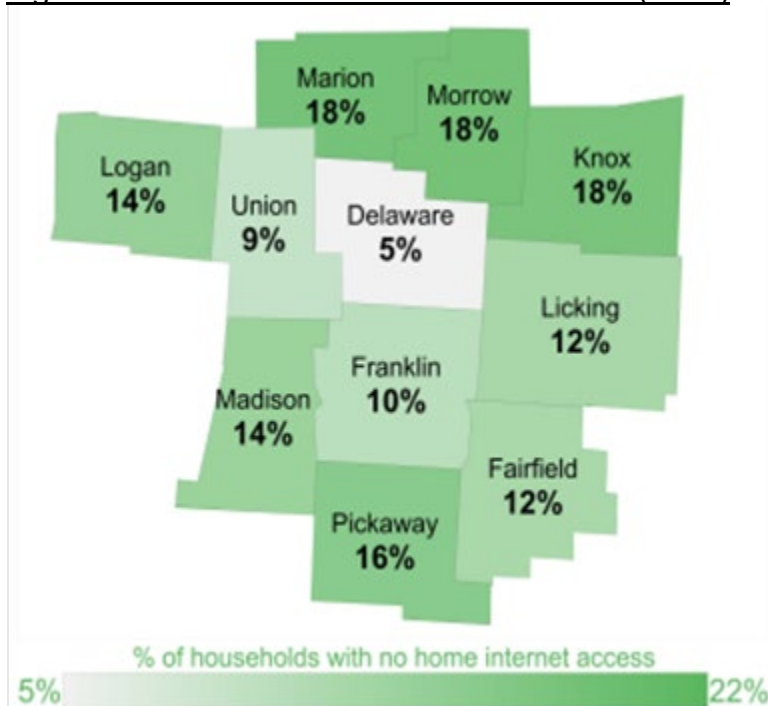 Marion
18%
Morrow
18%
Knox
18%
Logan
14%
Union
9%
Delaware
5%
Licking
12%
Franklin
10%
Madison
14%
Fairfield
12%
Pickaway
16%
% of households with no home internet access
5%
22%